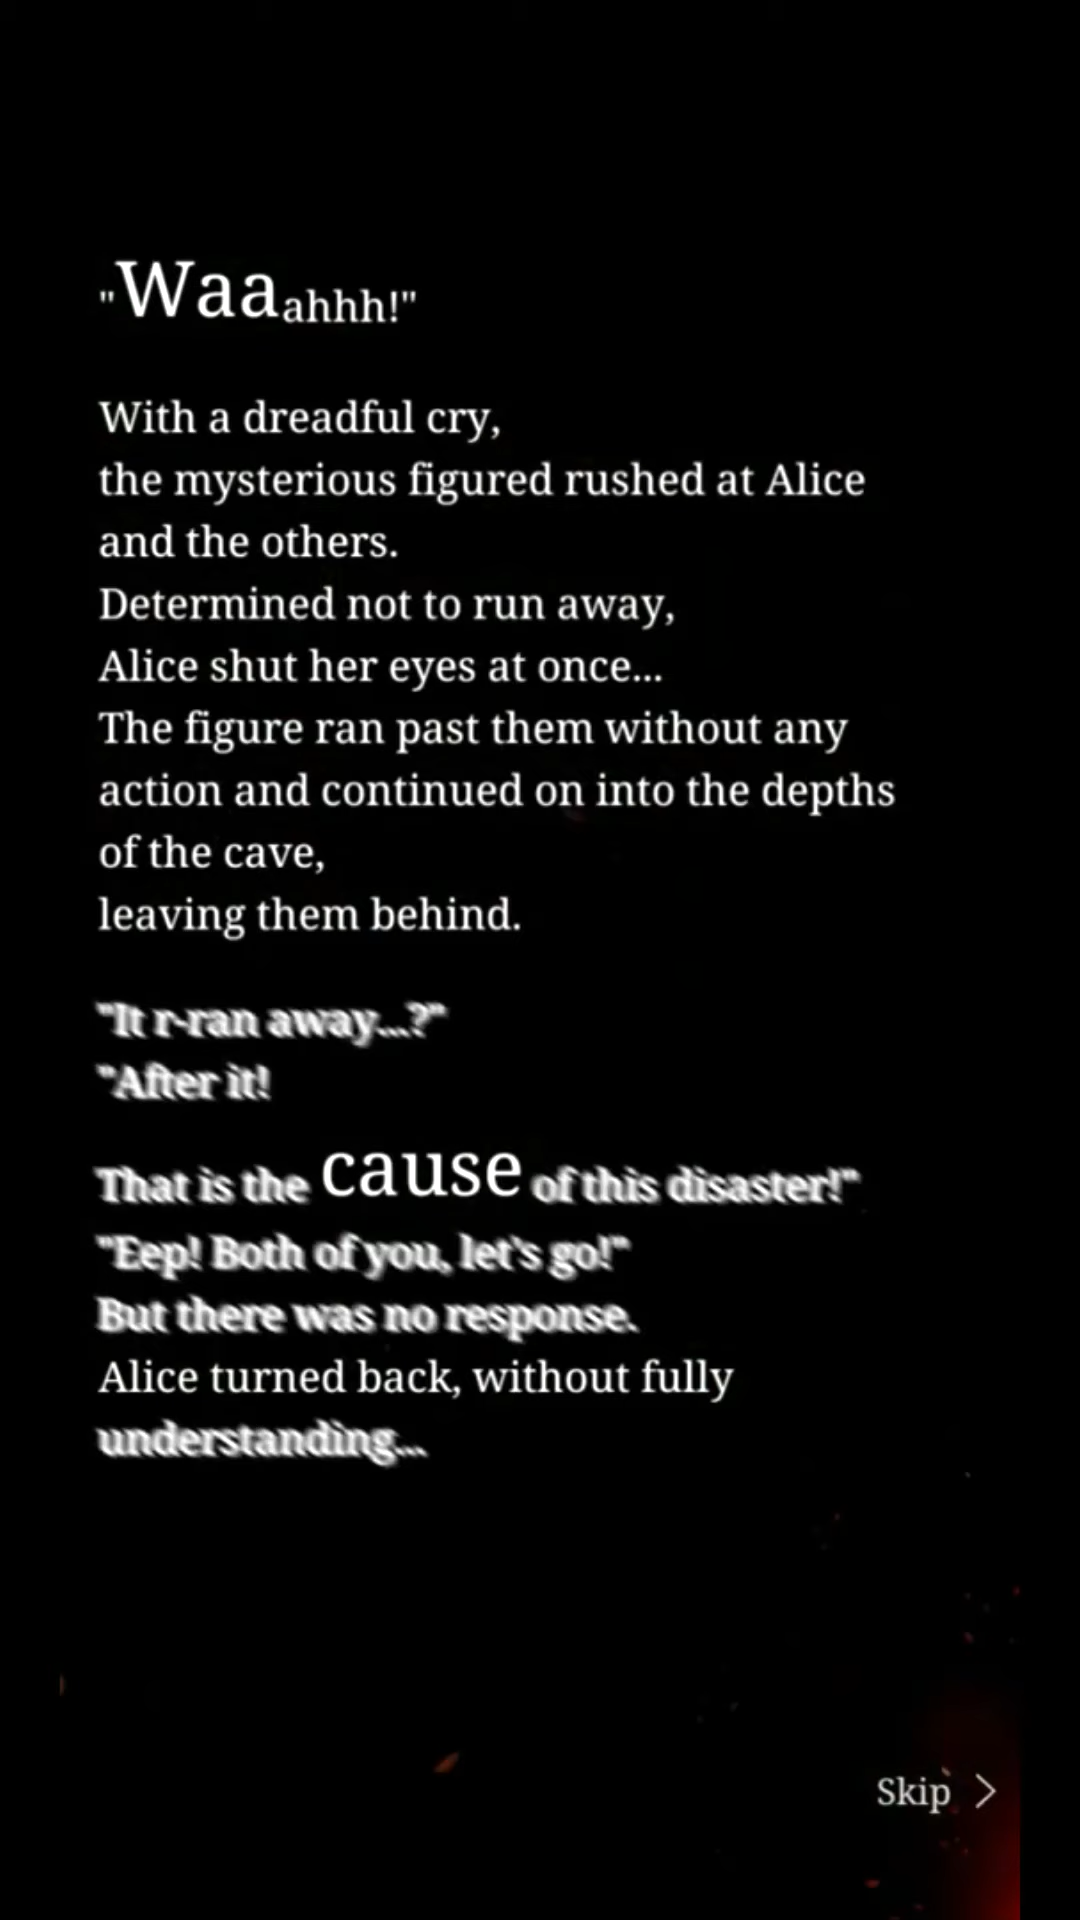 "Waaahhh!"
With a dreadful cry,
the mysterious figured rushed at Alice
and the others.
Determined not to run away,
Alice shut her eyes at once...
The figure ran past them without any
action and continued on into the depths
of the cave,
leaving them behind.
"It r-ran away...?"
"After it!
That is the cause of this disaster!"
"Eep! Both of you, let's go!"
But there was no response.
Alice turned back, without fully
understanding...
Skip >